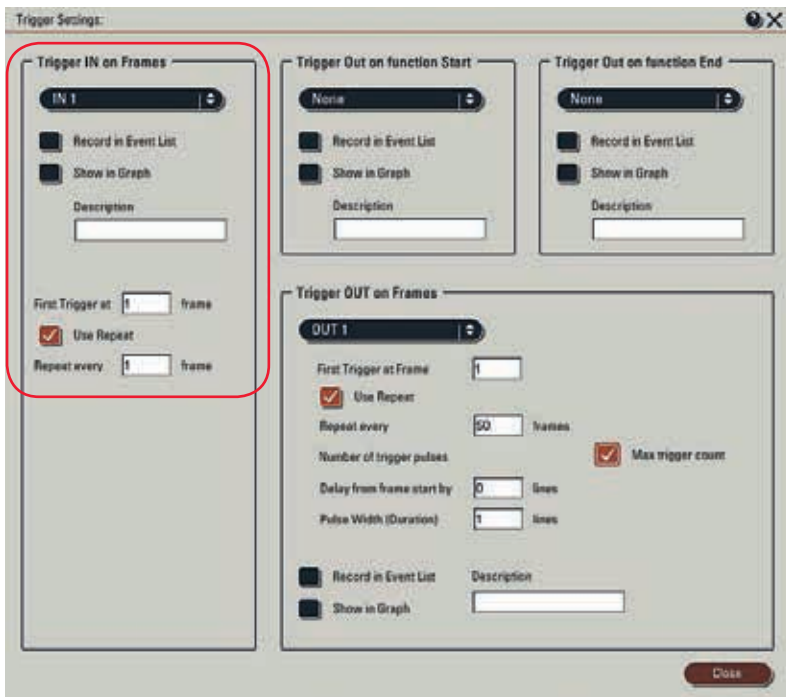 Trigger Settings:
Trigger IN on Frames
IN 1
Record in Event List
Show in Graph
Description
First Trigger at 1 frame
Use Repeat
Repeat every 1 frame
Trigger Out on function Start
None
Record in Event List
Show in Graph
Description
Trigger Out on function End
None
Record in Event List
Show in Graph
Description
Trigger OUT on Frames
OUT 1
First Trigger at Frame 1
Use Repeat
Repeat every 50 frames
Number of trigger pulses Max trigger count
Delay from frame start by 0 lines
Pulse Width (Duration) 1 lines
Record in Event List Description
Show in Graph
Close